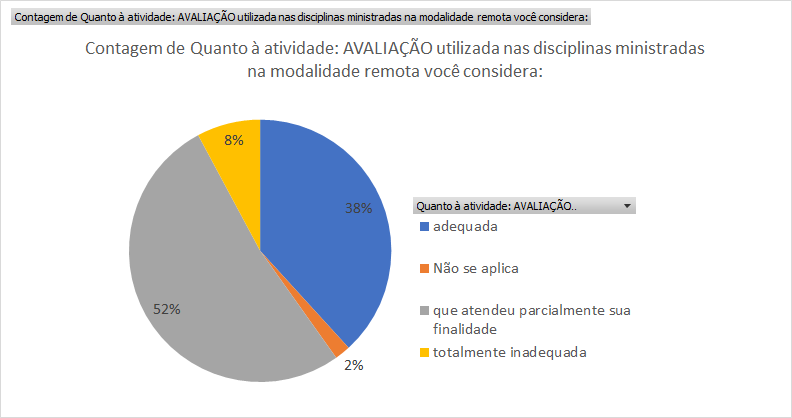 Contagem de Quanto à atividade: AVALIAÇÃO utilizada nas disciplinas ministradas na modalidade remota você considera:
Contagem de Quanto à atividade: AVALIAÇÃO utilizada nas disciplinas ministradas
na modalidade remota você considera:
8%
38%
52%
2%
Quanto à atividade: AVALIAÇÃO..
adequada
Não se aplica
que atendeu parcialmente sua
finalidade
totalmente inadequada